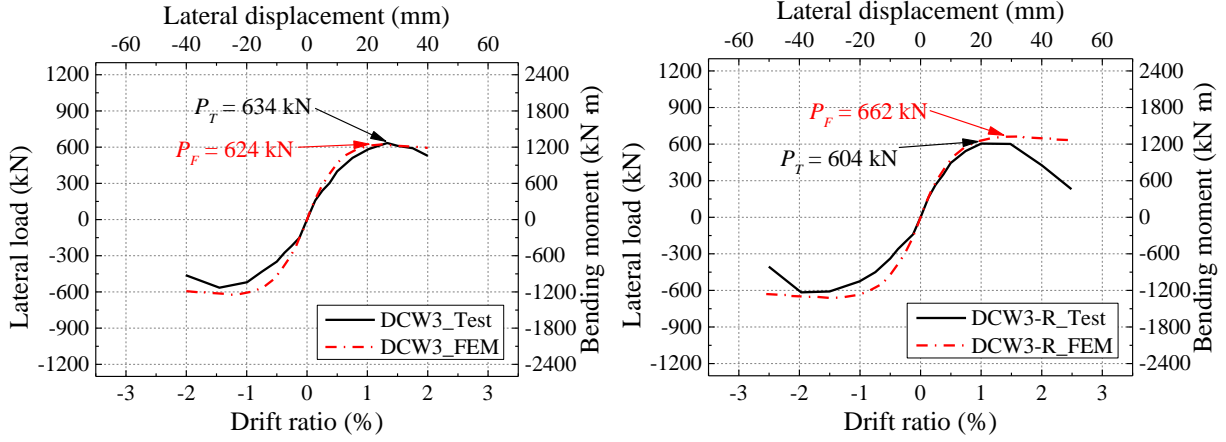 Lateral displacement (mm)
-60 -40 -20 0 20 40 60
1200
900
600
300
0
-300
-600
-900
-1200
Lateral load (kN)
P_T = 634 kN
P_F = 624 kN
DCW3_Test
DCW3_FEM
2400
1800
1200
600
0
-600
-1200
-1800
-2400
Bending moment (kN m)
-3 -2 -1 0 1 2 3
Drift ratio (%)
Lateral displacement (mm)
-60 -40 -20 0 20 40 60
1200
900
600
300
0
-300
-600
-900
-1200
Lateral load (kN)
P_F = 662 kN
P_T = 604 kN
DCW3-R_Test
DCW3-R_FEM
2400
1800
1200
600
0
-600
-1200
-1800
-2400
Bending moment (kN m)
-3 -2 -1 0 1 2 3
Drift ratio (%)